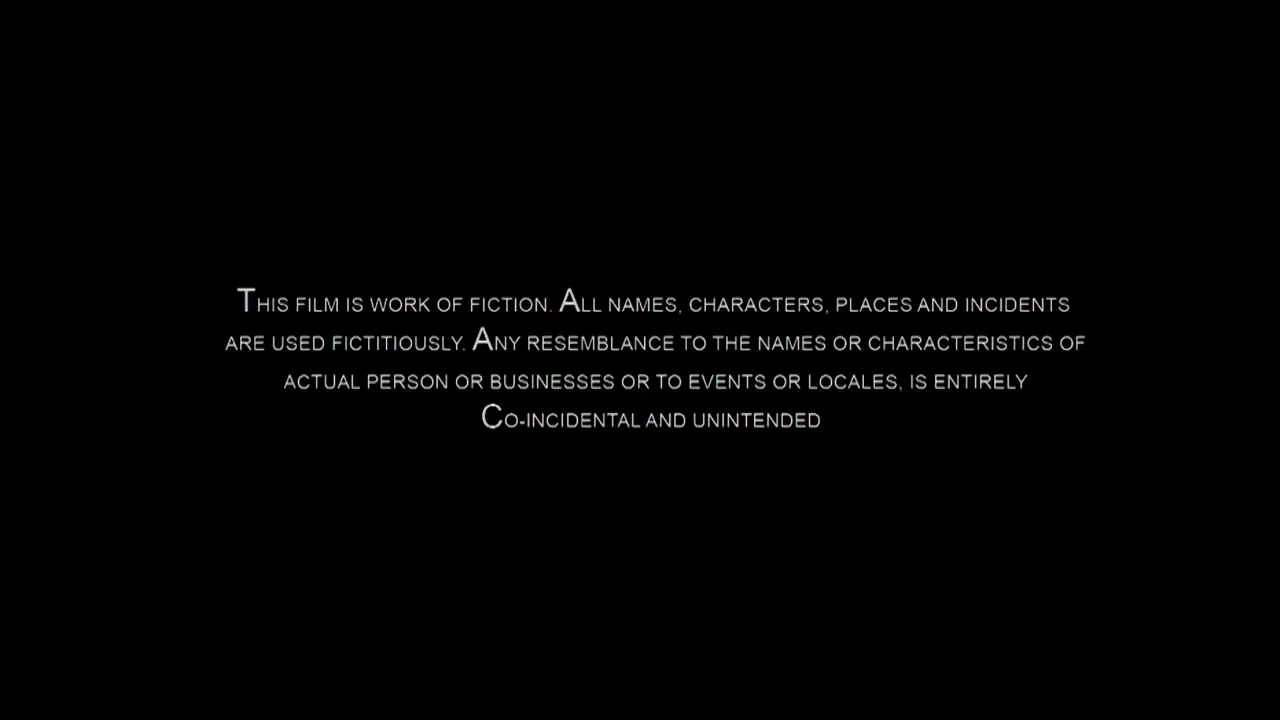 THIS FILM IS WORK OF FICTION. ALL NAMES, CHARACTERS, PLACES AND INCIDENTS
ARE USED FICTITIOUSLY. ANY RESEMBLANCE TO THE NAMES OR CHARACTERISTICS OF
ACTUAL PERSON OR BUSINESSES OR TO EVENTS OR LOCALES, IS ENTIRELY
CO-INCIDENTAL AND UNINTENDED